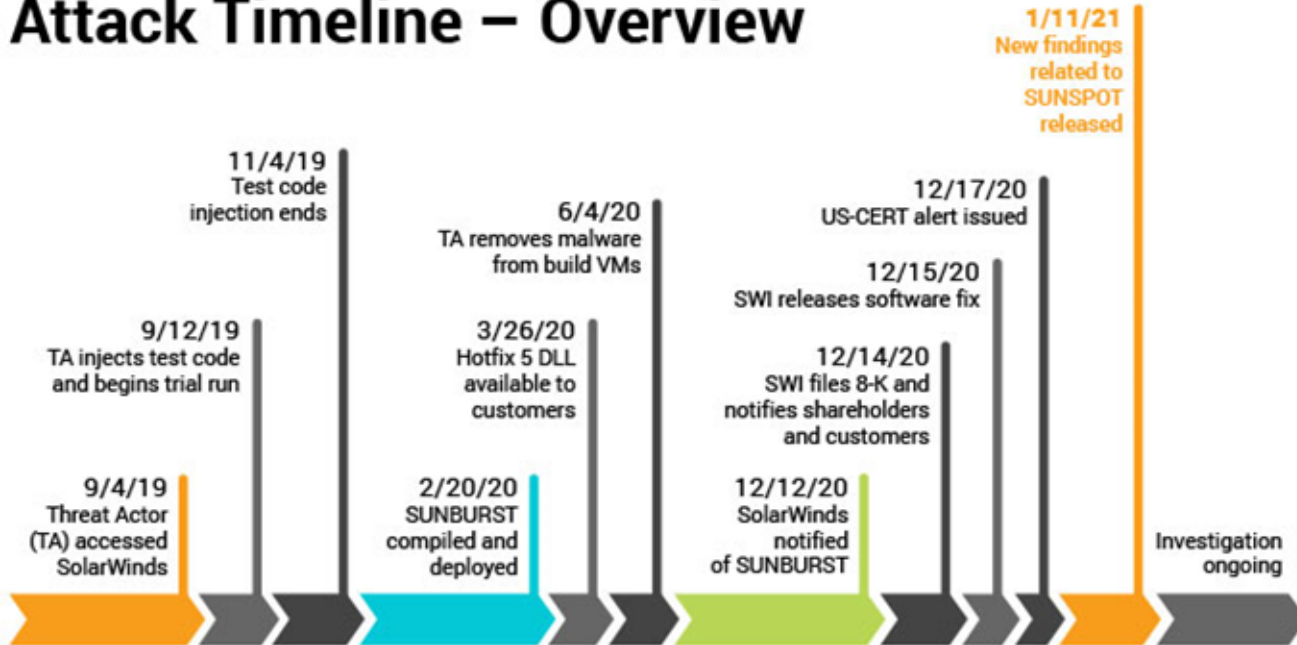 Attack Timeline – Overview
9/4/19
Threat Actor
(TA) accessed
SolarWinds
9/12/19
TA injects test code
and begins trial run
11/4/19
Test code
injection ends
2/20/20
SUNBURST
compiled and
deployed
3/26/20
Hotfix 5 DLL
available to
customers
6/4/20
TA removes malware
from build VMs
12/12/20
SolarWinds
notified
of SUNBURST
12/14/20
SWI files 8-K and
notifies shareholders
and customers
12/15/20
SWI releases software fix
12/17/20
US-CERT alert issued
1/11/21
New findings
related to
SUNSPOT
released
Investigation
ongoing